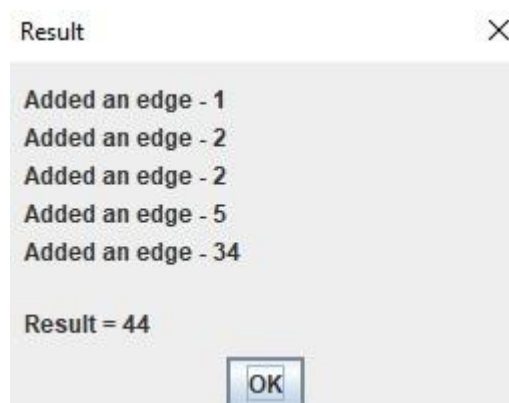 Result
Added an edge - 1
Added an edge - 2
Added an edge - 2
Added an edge - 5
Added an edge - 34
Result = 44
OK